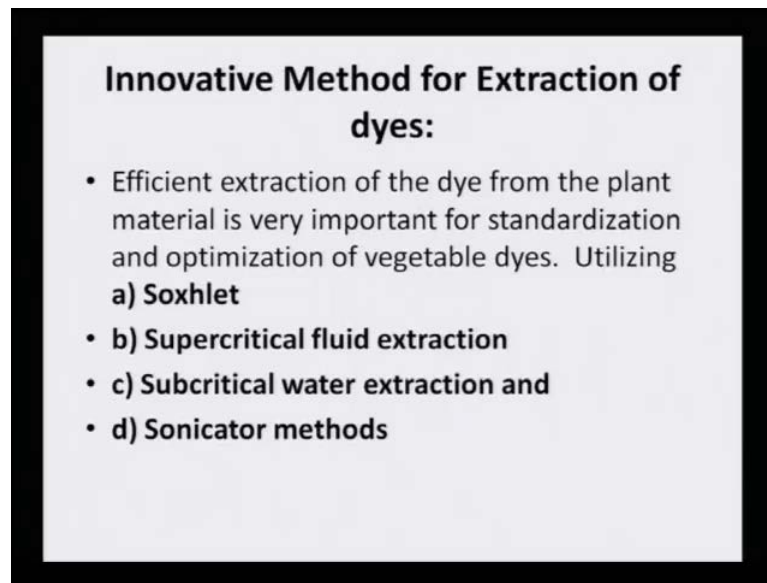 Innovative Method for Extraction of
dyes:
• Efficient extraction of the dye from the plant
material is very important for standardization
and optimization of vegetable dyes. Utilizing
a) Soxhlet
• b) Supercritical fluid extraction
• c) Subcritical water extraction and
• d) Sonicator methods